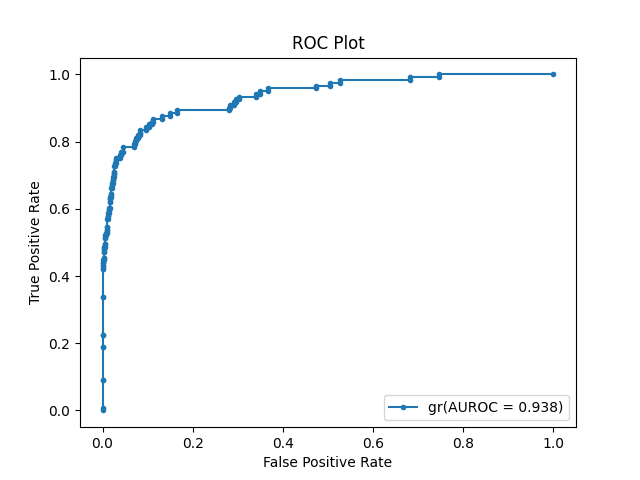 ROC Plot
True Positive Rate
1.0
0.8
0.6
0.4
0.2
0.0
gr(AUROC = 0.938)
0.0 0.2 0.4 0.6 0.8 1.0
False Positive Rate